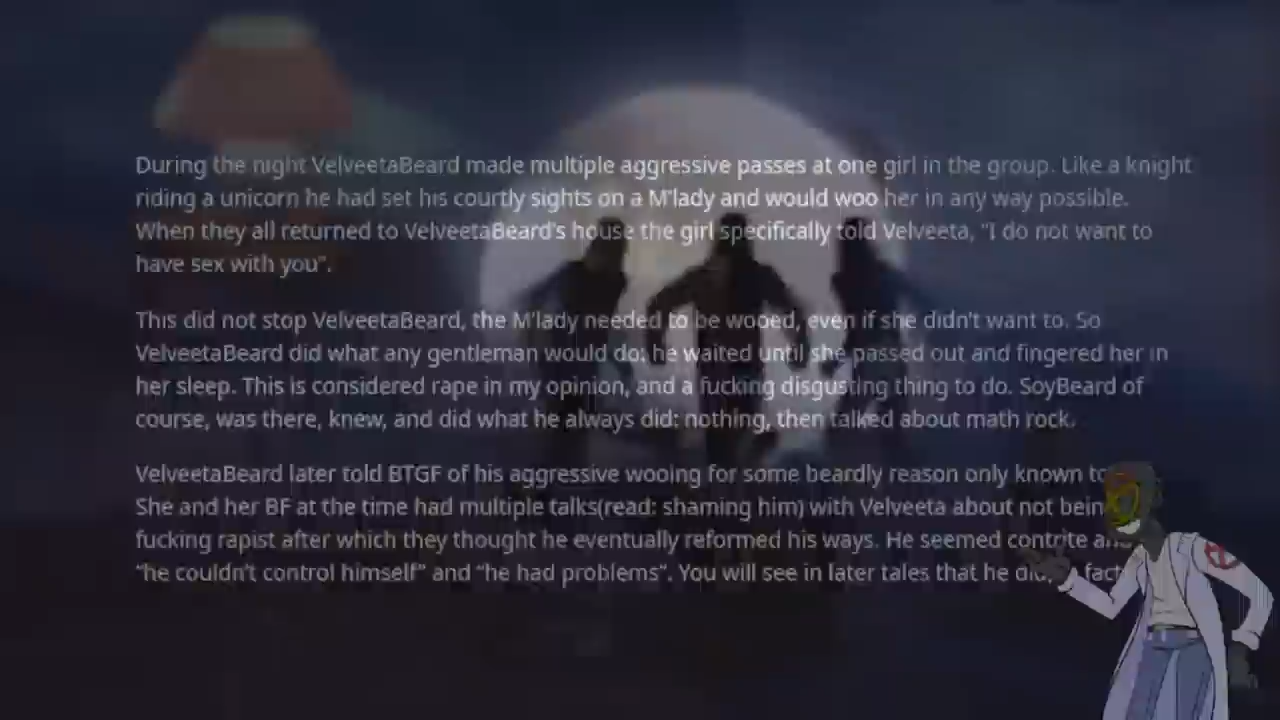 During the night VelveetaBeard made multiple aggressive passes at one girl in the group. Like a knight
riding a unicorn he had set his courtly sights on a M'lady and would woo her in any way possible.
When they all returned to VelveetaBeard's house the girl specifically told Velveeta, "I do not want to
have sex with you".
This did not stop VelveetaBeard, the M'lady needed to be wooed, even if she didn't want to. So
VelveetaBeard did what any gentleman would do: he waited until she passed out and fingered her in
her sleep. This is considered rape in my opinion, and a fucking disgusting thing to do. SoyBeard of
course, was there, knew, and did what he always did: nothing, then talked about math rock.
VelveetaBeard later told BTGF of his aggressive wooing for some beardly reason only known to
She and her BF at the time had multiple talks(read: shaming him) with Velveeta about not bein
fucking rapist after which they thought he eventually reformed his ways. He seemed contrite
"he couldn't control himself" and "he had problems". You will see in later tales that he did, fact